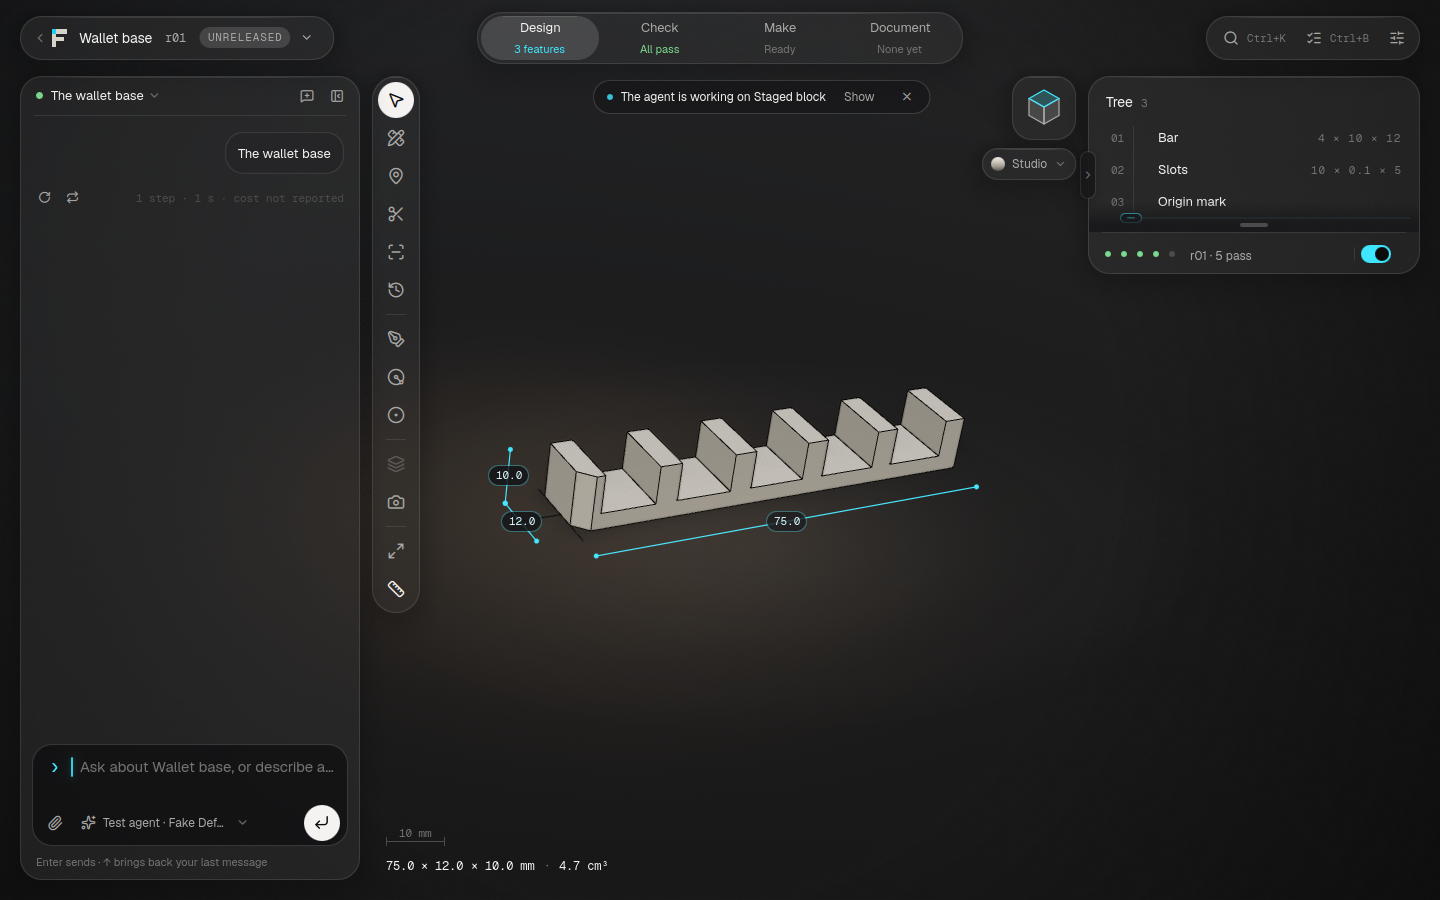 Wallet base r01 UNRELEASED
Design
3 features
Check
All pass
Make
Ready
Document
None yet
Ctrl+K
Ctrl+B
The wallet base
The wallet base
1 step · 1 s · cost not reported
The agent is working on Staged block Show
Studio
Tree 3
01 Bar 4 × 10 × 12
02 Slots 10 × 0.1 × 5
03 Origin mark
r01 · 5 pass
10.0
12.0
75.0
Ask about Wallet base, or describe a...
Test agent · Fake Def...
Enter sends · ↑ brings back your last message
10 mm
75.0 × 12.0 × 10.0 mm · 4.7 cm³